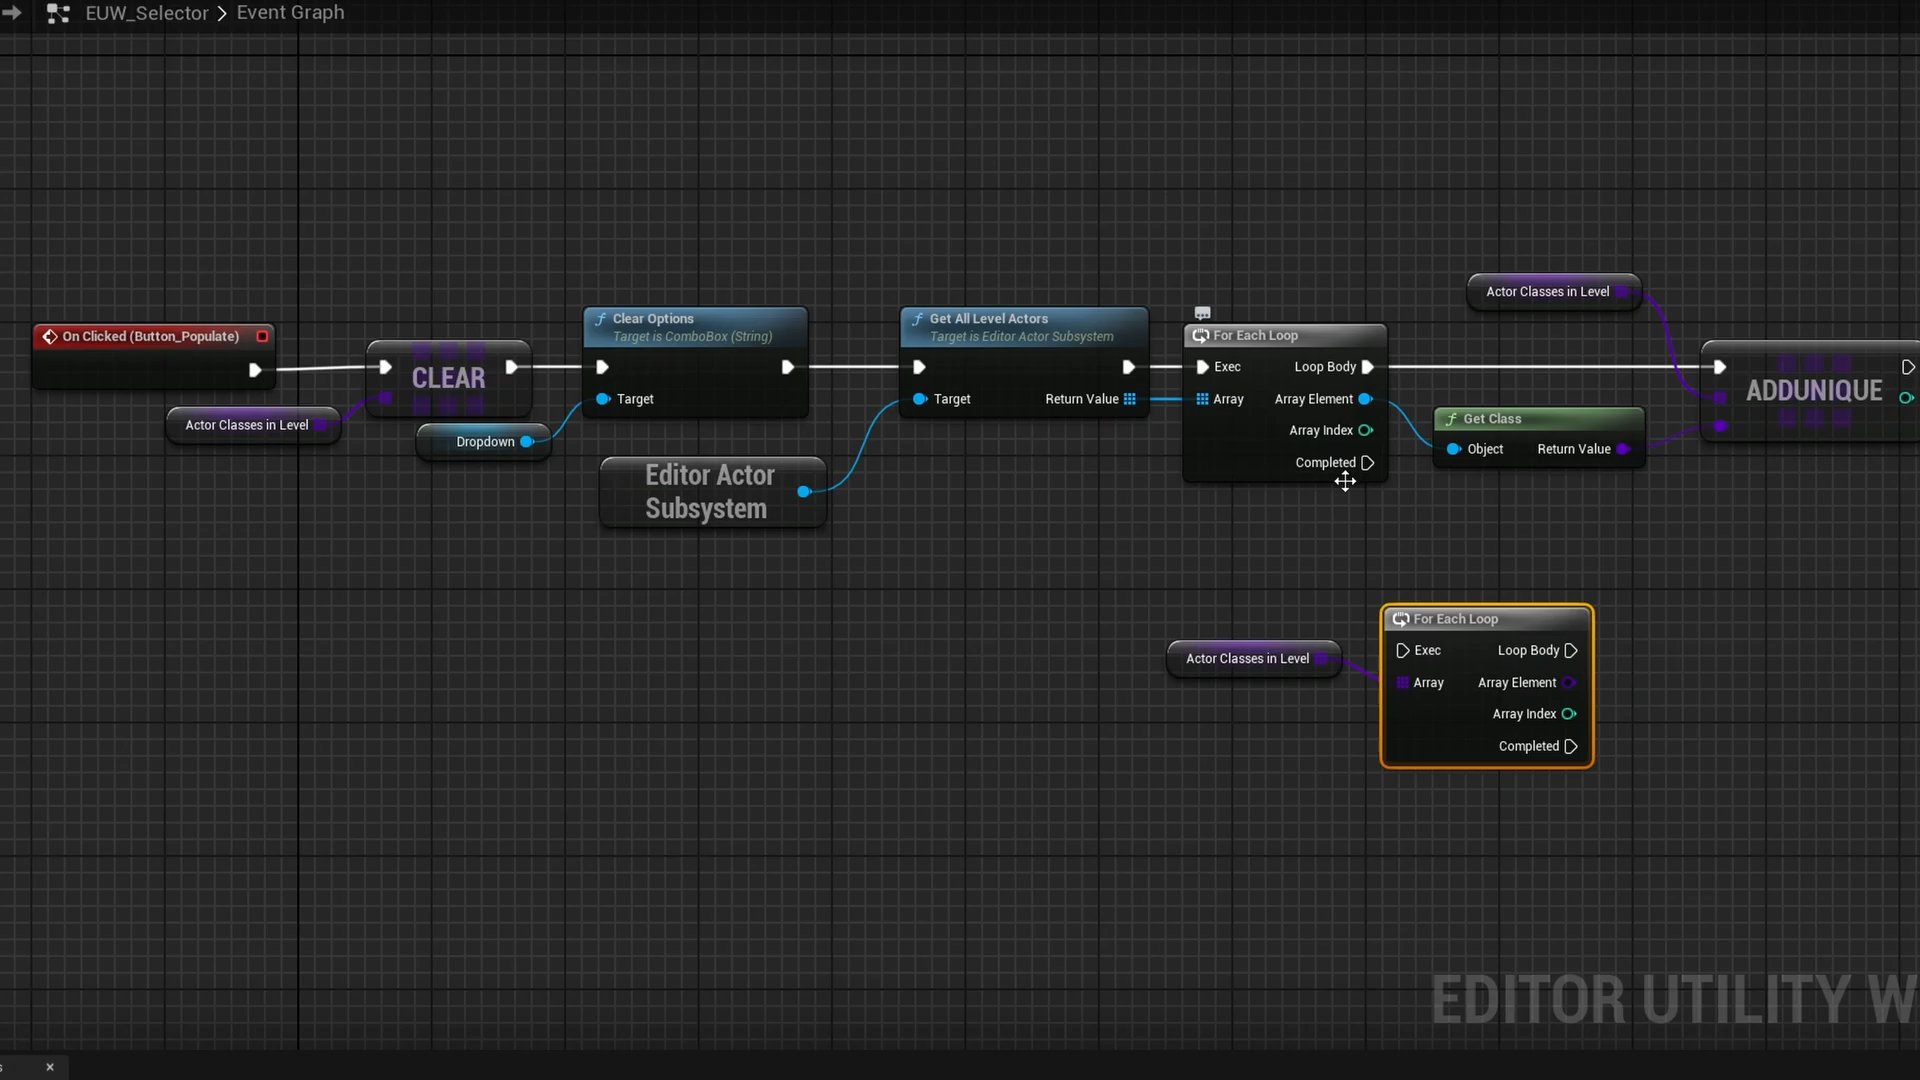 EUW_Selector > Event Graph
Actor Classes in Level
Clear Options
Target is ComboBox (String)
Get All Level Actors
Target is Editor Actor Subsystem
On Clicked (Button_Populate)
For Each Loop
CLEAR
Exec
Loop Body
ADDUNIQUE
Target
Target
Return Value
Array
Array Element
Get Class
Actor Classes in Level
Dropdown
Array Index
Object
Return Value
Completed
Editor Actor
Subsystem
For Each Loop
Exec
Loop Body
Actor Classes in Level
Array
Array Element
Array Index
Completed
EDITOR UTILITY W